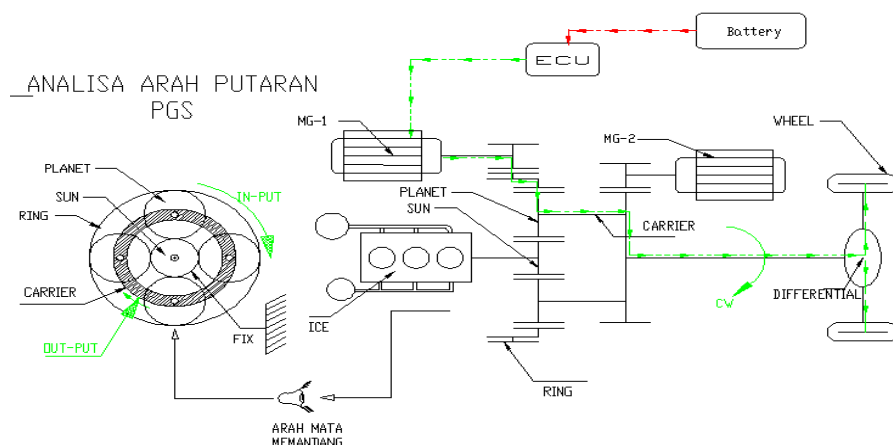 Battery
ECU
ANALISA ARAH PUTARAN
PGS
MG-1
MG-2
WHEEL
PLANET
SUN
RING
IN-PUT
PLANET
SUN
CARRIER
CARRIER
OUT-PUT
FIX
ICE
CW
DIFFERENTIAL
RING
ARAH MATA
MEMANDANG